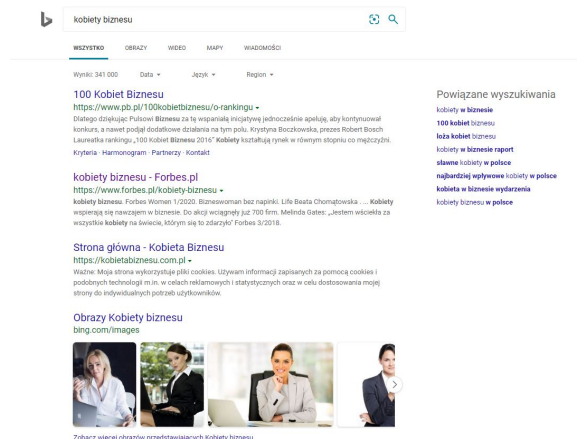 kobiety biznesu
WSZYSTKO OBRAZY WIDEO MAPY WIADOMOŚCI
Wyniki: 341 000 Data Język Region
100 Kobiet Biznesu
https://www.pb.pl/100kobietbiznesu/o-rankingu
Dlatego dziękując Pulsowi Biznesu za tę wspaniałą inicjatywę jednocześnie apeluję, aby kontynuował
konkurs, a nawet podjął dodatkowe działania na tym polu. Krystyna Boczkowska, prezes Robert Bosch
Laureatka rankingu „100 Kobiet Biznesu 2016" Kobiety kształtują rynek w równym stopniu co mężczyźni.
Kryteria · Harmonogram · Partnerzy · Kontakt
kobiety biznesu - Forbes.pl
https://www.forbes.pl/kobiety-biznesu
kobiety biznesu. Forbes Women 1/2020. Bizneswoman bez napinki. Life Beata Chomątowska . ... Kobiety
wspierają się nawzajem w biznesie. Do akcji wciągnęły już 700 firm. Melinda Gates: „Jestem wściekła za
wszystkie kobiety na świecie, którym się to zdarzyło" Forbes 3/2018.
Strona główna - Kobieta Biznesu
https://kobietabiznesu.com.pl
Ważne: Moja strona wykorzystuje pliki cookies. Używam informacji zapisanych za pomocą cookies i
podobnych technologii m.in. w celach reklamowych i statystycznych oraz w celu dostosowania mojej
strony do indywidualnych potrzeb użytkowników.
Obrazy Kobiety biznesu
bing.com/images
Zobacz więcej obrazów przedstawiających Kobiety biznesu
Powiązane wyszukiwania
kobiety w biznesie
100 kobiet biznesu
loża kobiet biznesu
kobiety w biznesie raport
sławne kobiety w polsce
najbardziej wpływowe kobiety w polsce
kobieta w biznesie wydarzenia
kobiety biznesu w polsce